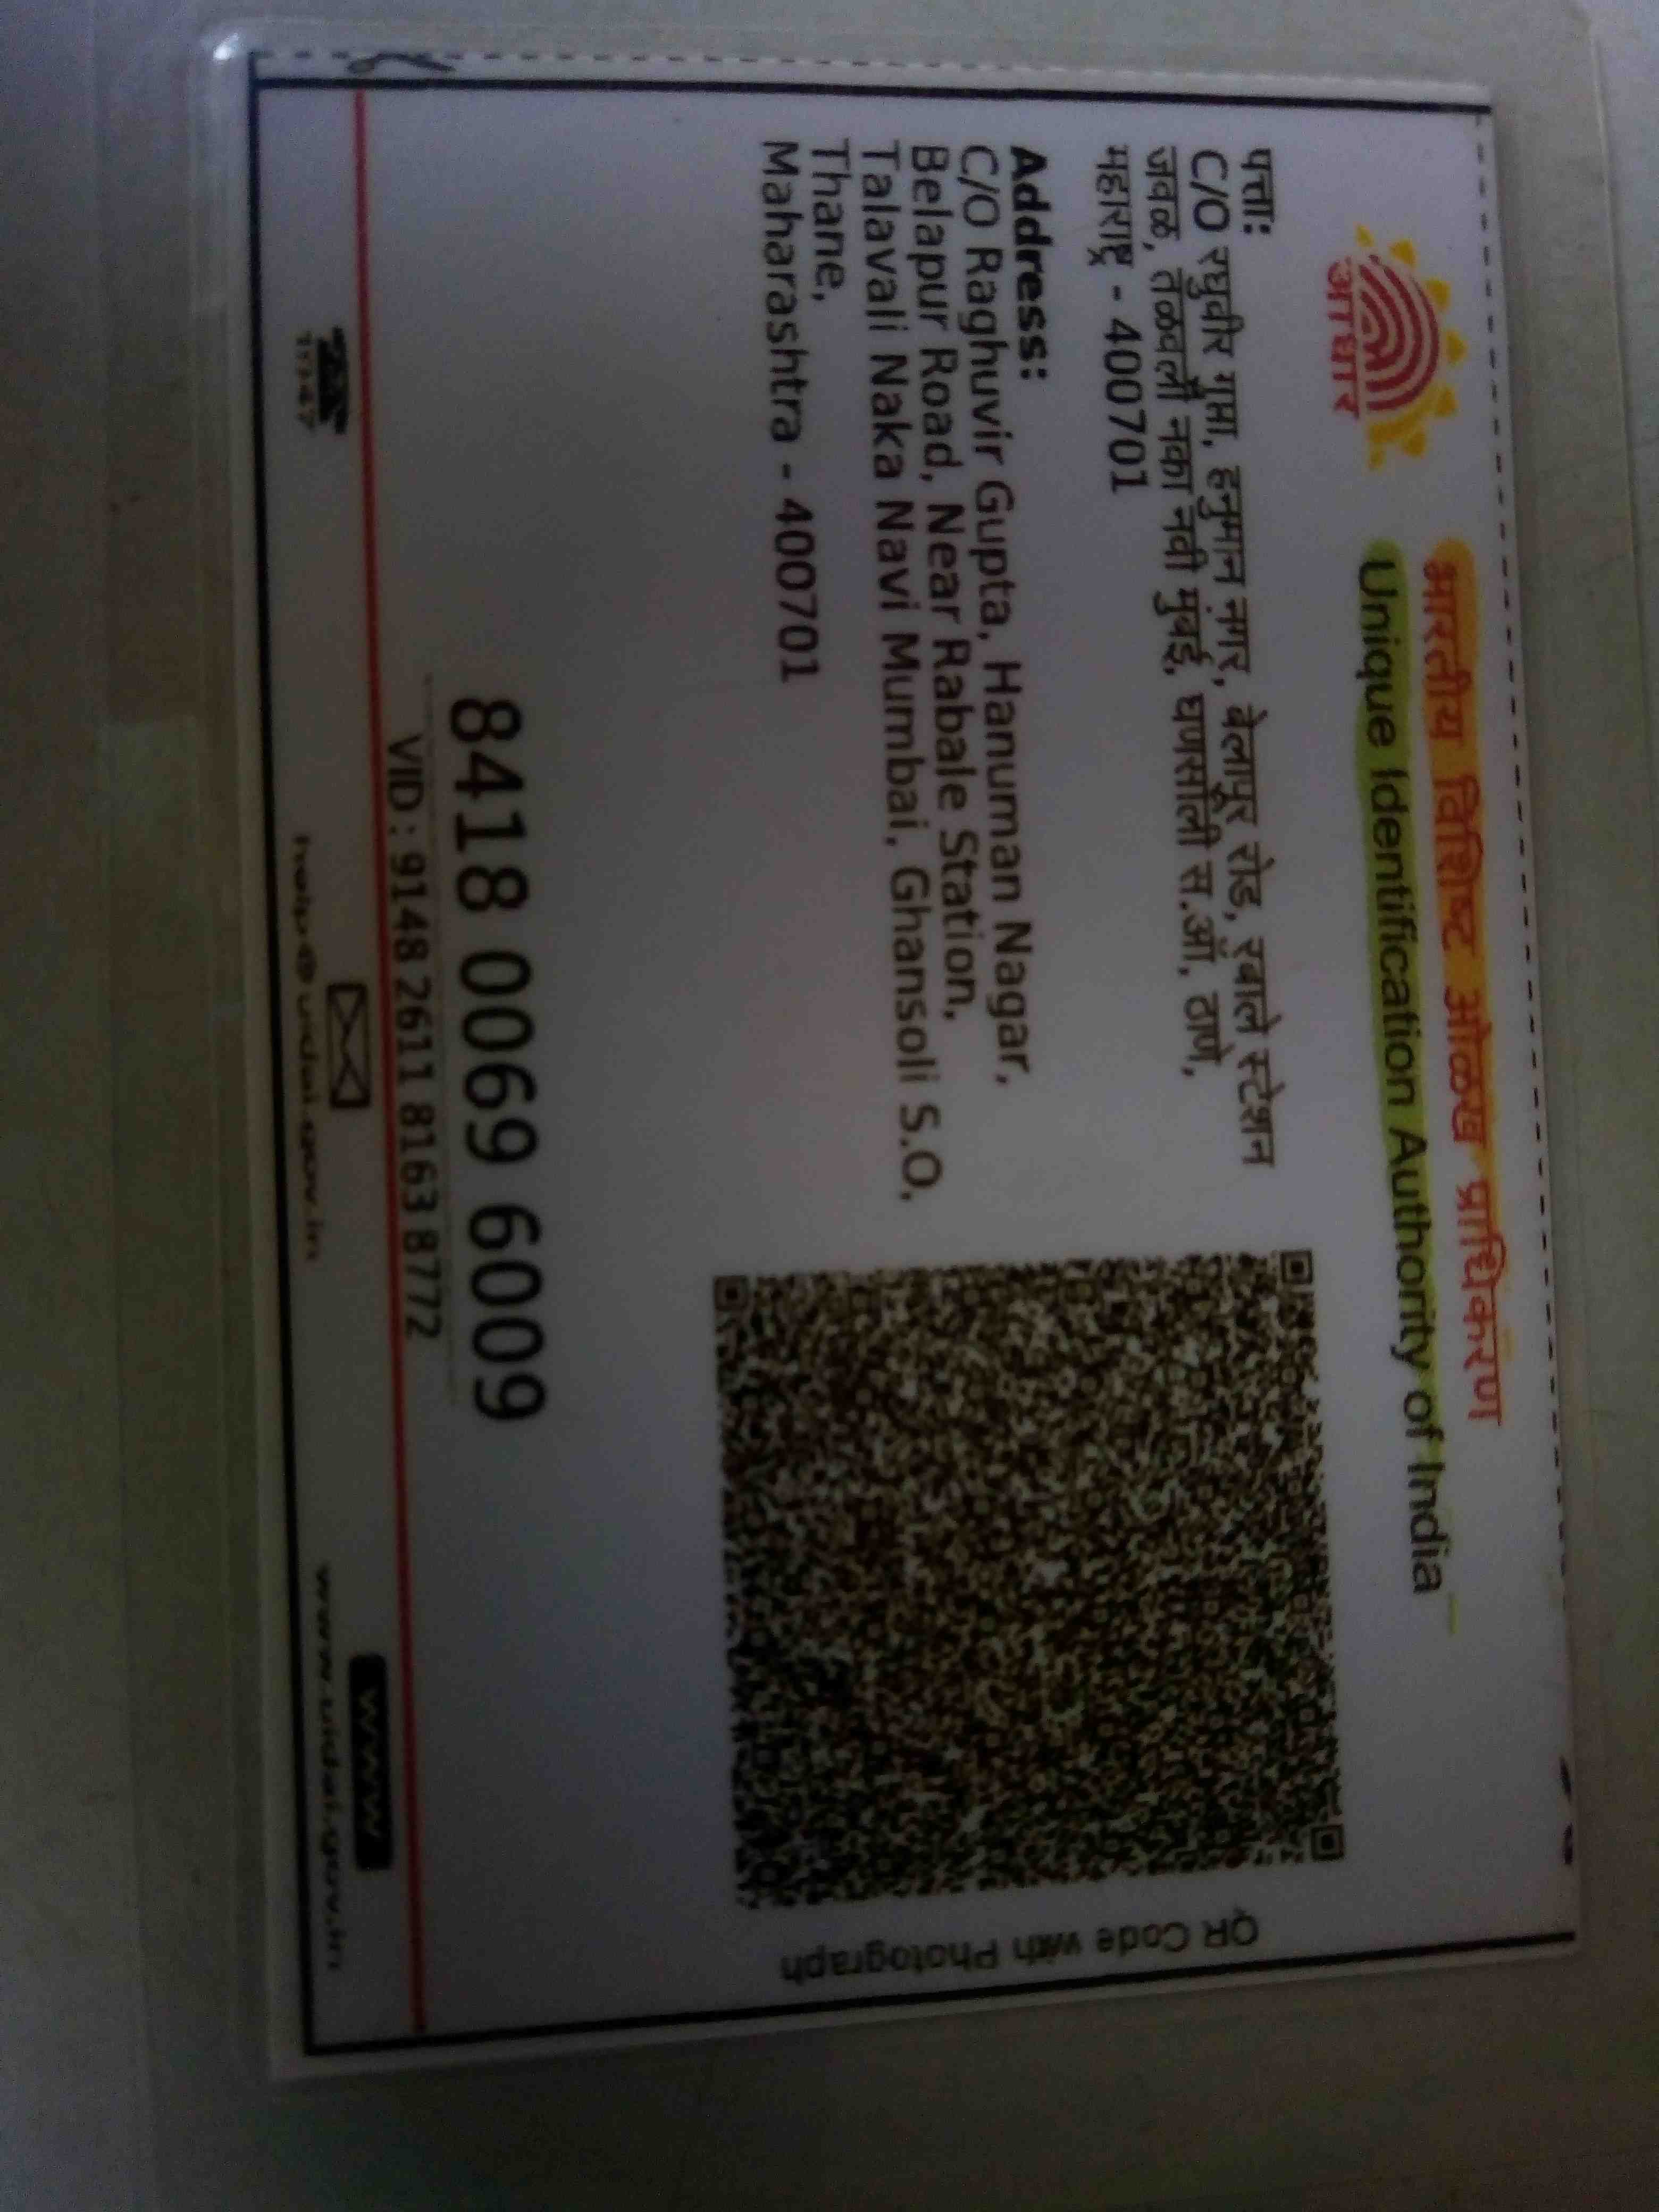 भारतीय विशिष्ट ओळख प्राधिकरण
Unique Identification Authority of India
आधार
पत्ता:
C/O रघुवीर गुप्ता, हनुमान नगर, बेलापूर रोड, रबाले स्टेशन
जवळ, तळवली नका नवी मुंबई, घणसोली स.ओ, ठाणे,
महाराष्ट्र - 400701
Address:
C/O Raghuvir Gupta, Hanuman Nagar,
Belapur Road, Near Rabale Station,
Talavali Naka Navi Mumbai, Ghansoli S.O,
Thane,
Maharashtra - 400701
QR Code with Photograph
8418 0069 6009
VID : 9148 2611 8163 8772
1947
help@uidai.gov.in
www
www.uidai.gov.in